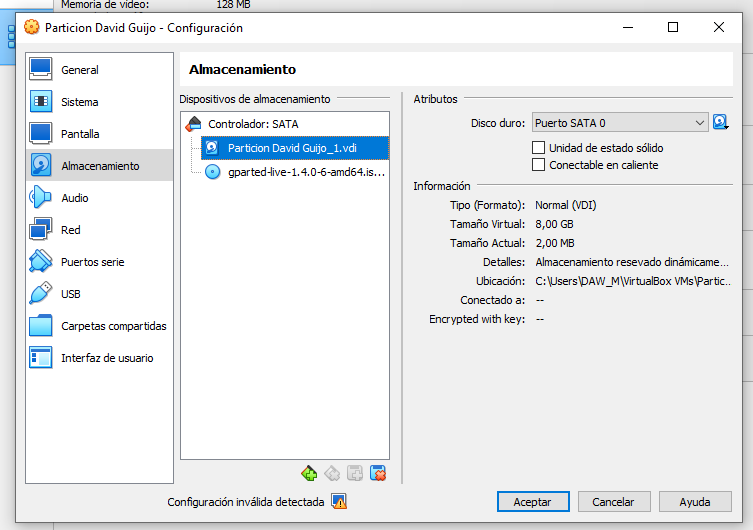 Memoria de vídeo: 128 MB
Particion David Guijo - Configuración
General
Sistema
Pantalla
Almacenamiento
Audio
Red
Puertos serie
USB
Carpetas compartidas
Interfaz de usuario
Almacenamiento
Dispositivos de almacenamiento
Controlador: SATA
Particion David Guijo_1.vdi
gparted-live-1.4.0-6-amd64.is...
Atributos
Disco duro: Puerto SATA 0
Unidad de estado sólido
Conectable en caliente
Información
Tipo (Formato): Normal (VDI)
Tamaño Virtual: 8,00 GB
Tamaño Actual: 2,00 MB
Detalles: Almacenamiento resevado dinámicame...
Ubicación: C:\Users\DAW_M\VirtualBox VMs\Partic...
Conectado a: --
Encrypted with key: --
Configuración inválida detectada
Aceptar
Cancelar
Ayuda